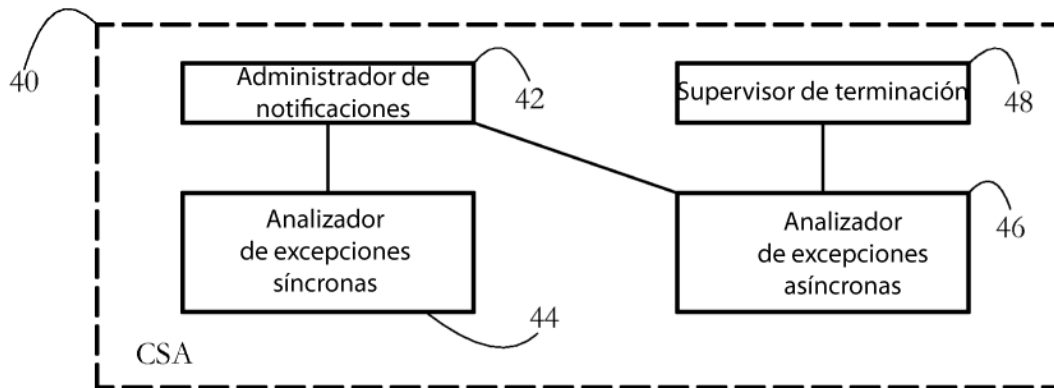 40
Administrador de
notificaciones
42
Supervisor de terminación
48
Analizador
de excepciones
síncronas
44
Analizador
de excepciones
asíncronas
46
CSA